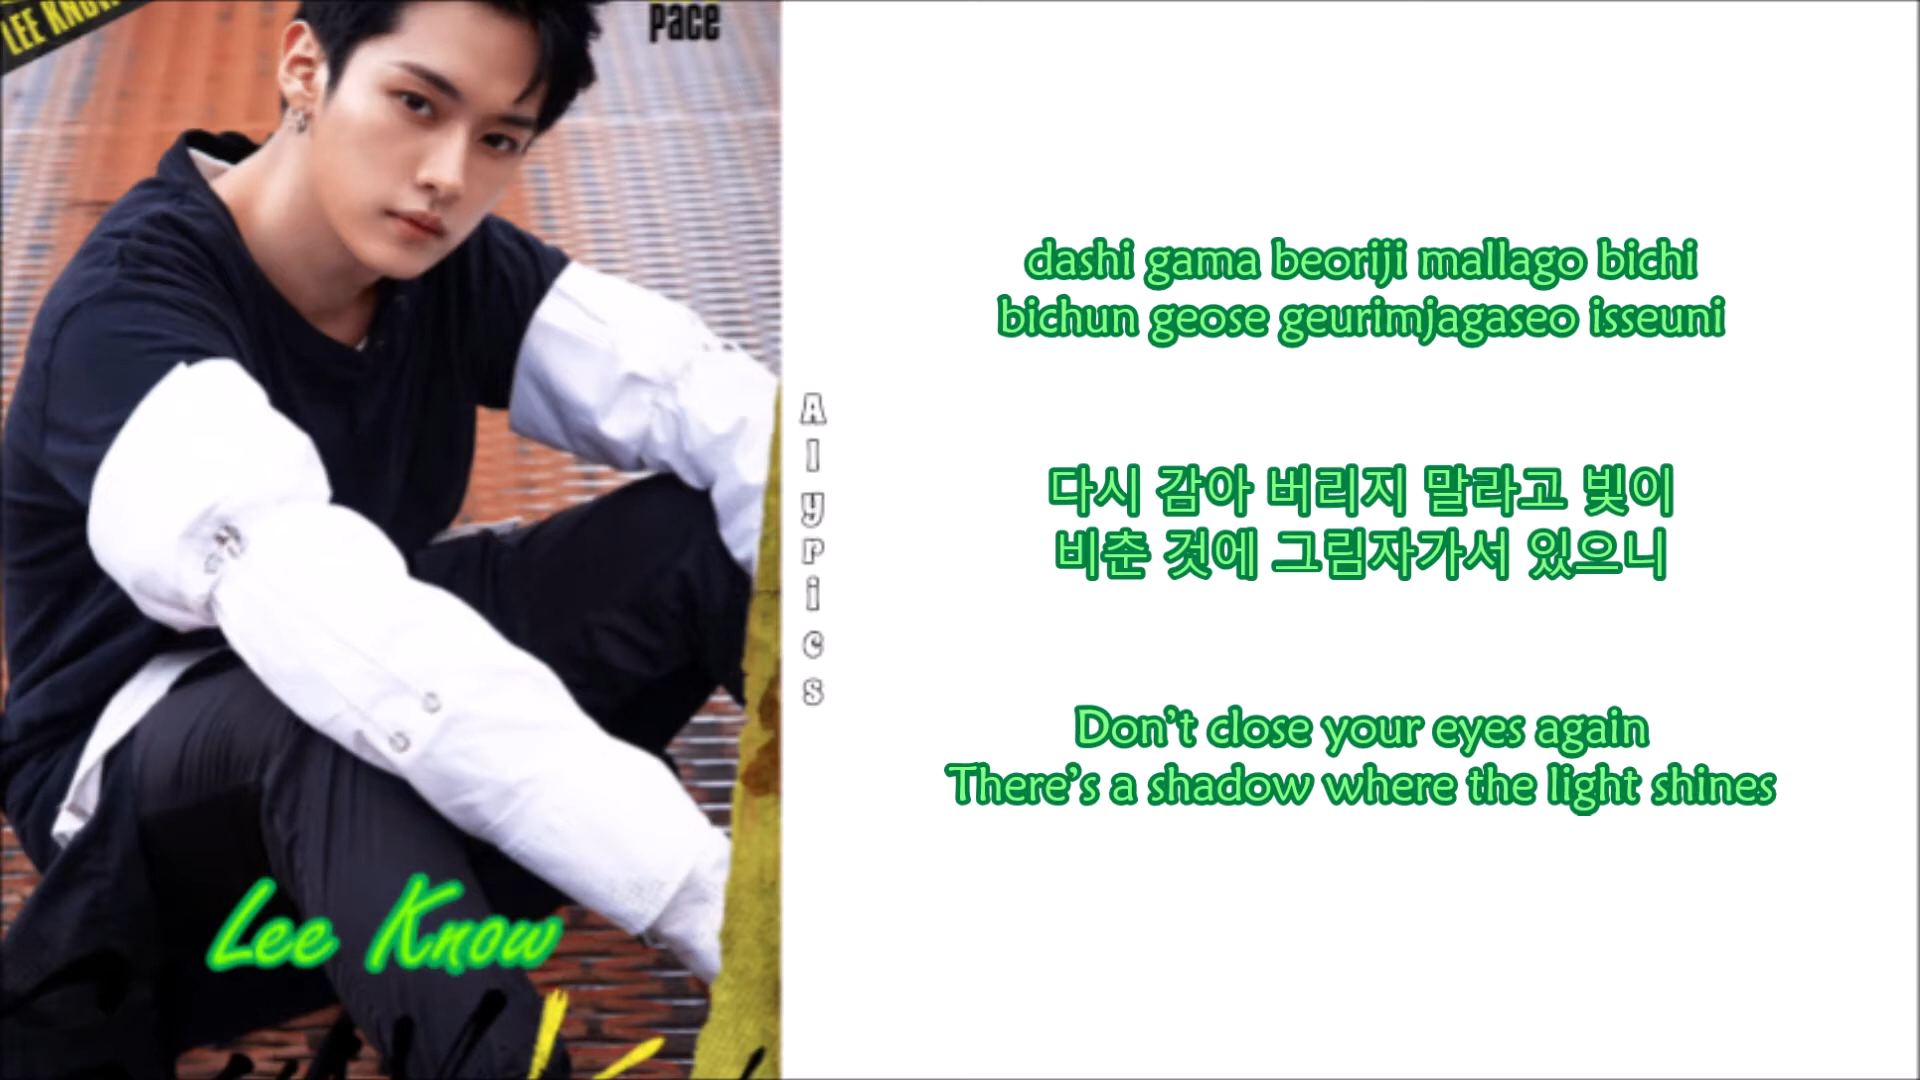 LEE KNOW
Pace
dashi gama beoriji mallago bichi
bichun geose geurimjagaseo isseuni
다시 감아 버리지 말라고 빛이
비춘 것에 그림자가서 있으니
Don't close your eyes again
There's a shadow where the light shines
Alyrics
Lee Know